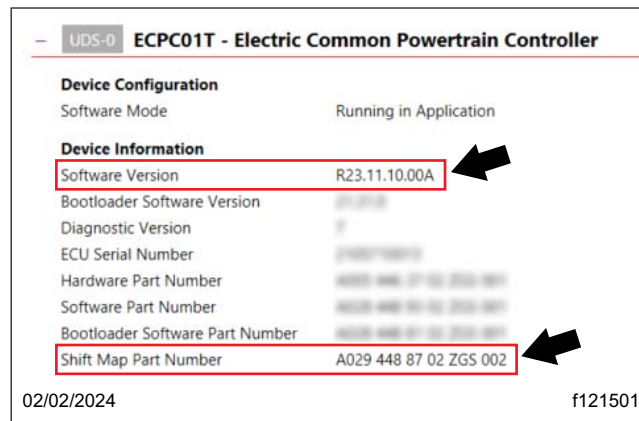 − UDS-0 ECPC01T - Electric Common Powertrain Controller
Device Configuration
Software Mode Running in Application
Device Information
Software Version R23.11.10.00A
Bootloader Software Version
Diagnostic Version 7
ECU Serial Number
Hardware Part Number
Software Part Number
Bootloader Software Part Number
Shift Map Part Number A029 448 87 02 ZGS 002
02/02/2024 f121501